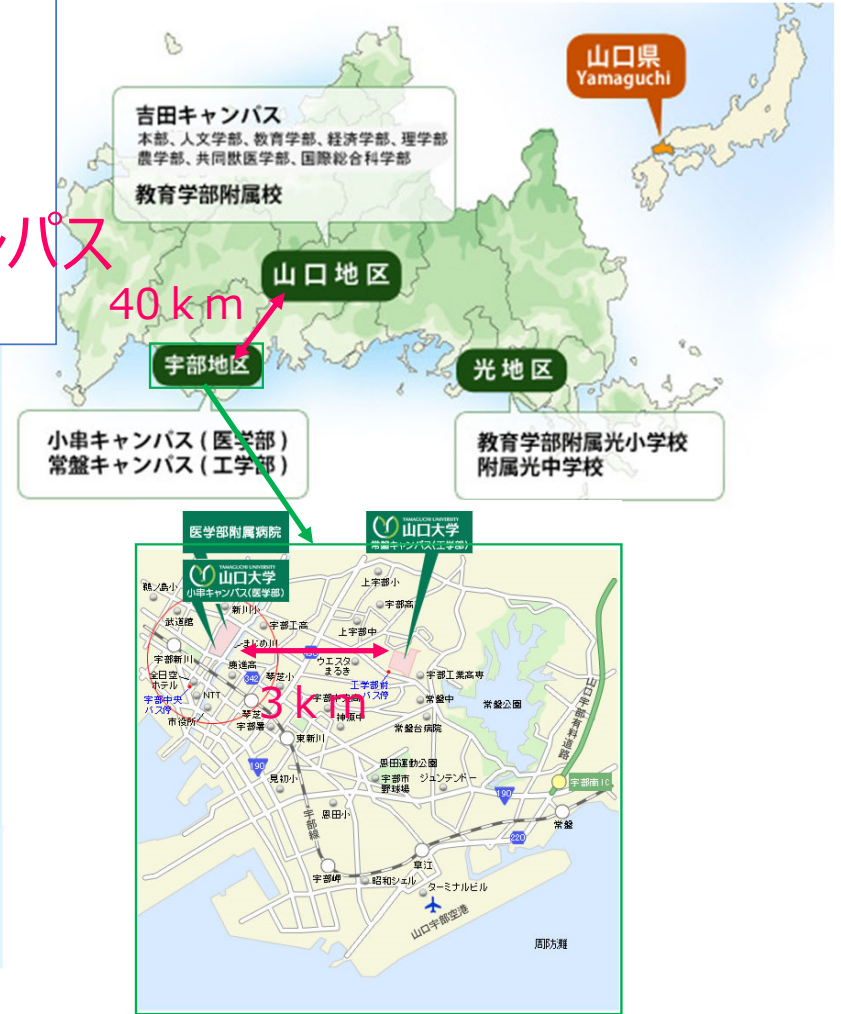 山口県
Yamaguchi
吉田キャンパス
本部、人文学部、教育学部、経済学部、理学部
農学部、共同獣医学部、国際総合科学部
教育学部附属校
パス
山口地区
40ｋｍ
宇部地区
光地区
小串キャンパス(医学部)
常盤キャンパス(工学部)
教育学部附属光小学校
附属光中学校
医学部附属病院
YAMAGUCHI UNIVERSITY
山口大学
常盤キャンパス(工学部)
YAMAGUCHI UNIVERSITY
山口大学
小串キャンパス(医学部)
鵜ノ島小
上宇部小
新川小
宇部高
武道館
宇部工高
上宇部中
まじめ川
宇部新川
ウエスタ
まるき
慶進高
全日空
ホテル
342
琴芝小
宇部工業高専
工学部前
バス停
NTT
宇部中央
バス停
3ｋｍ
常盤中
常盤公園
市役所
琴芝
神原中
宇部署
常盤台病院
東新川
山口宇部有料道路
恩田運動公園
190
見初小
宇部市
野球場
ジュンテンドー
宇部南IC
190
恩田小
宇部線
常盤
220
草江
宇部岬
昭和シェル
ターミナルビル
山口宇部空港
周防灘